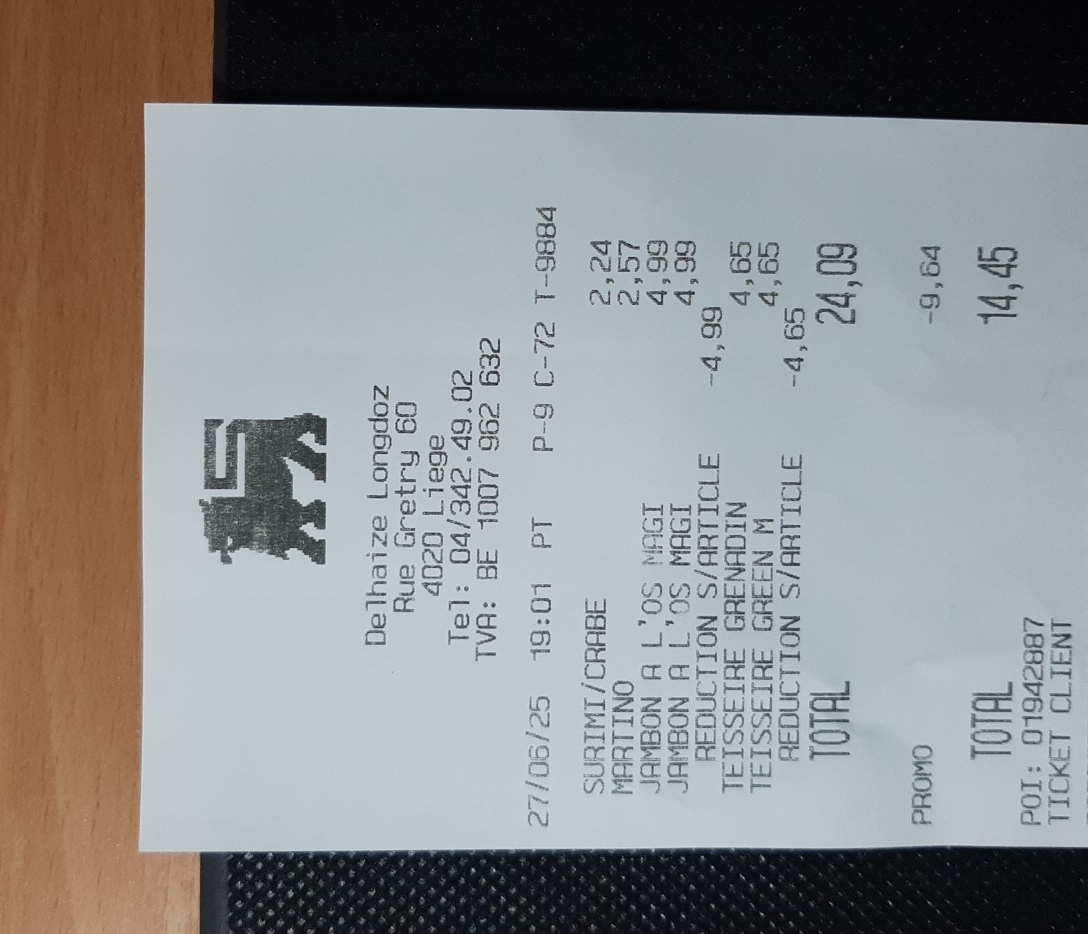 Delhaize Longdoz
Rue Gretry 60
4020 Liege
Tel: 04/342.49.02
TVA: BE 1007 962 632
27/06/25 19:01 PT P-9 C-72 T-9884
SURIMI/CRABE 2,24
MARTINO 2,57
JAMBON A L'OS MAGI 4,99
JAMBON A L'OS MAGI 4,99
REDUCTION S/ARTICLE -4,99
TEISSEIRE GRENADIN 4,65
TEISSEIRE GREEN M 4,65
REDUCTION S/ARTICLE -4,65
TOTAL 24,09
PROMO -9,64
TOTAL 14,45
POI: 01942887
TICKET CLIENT